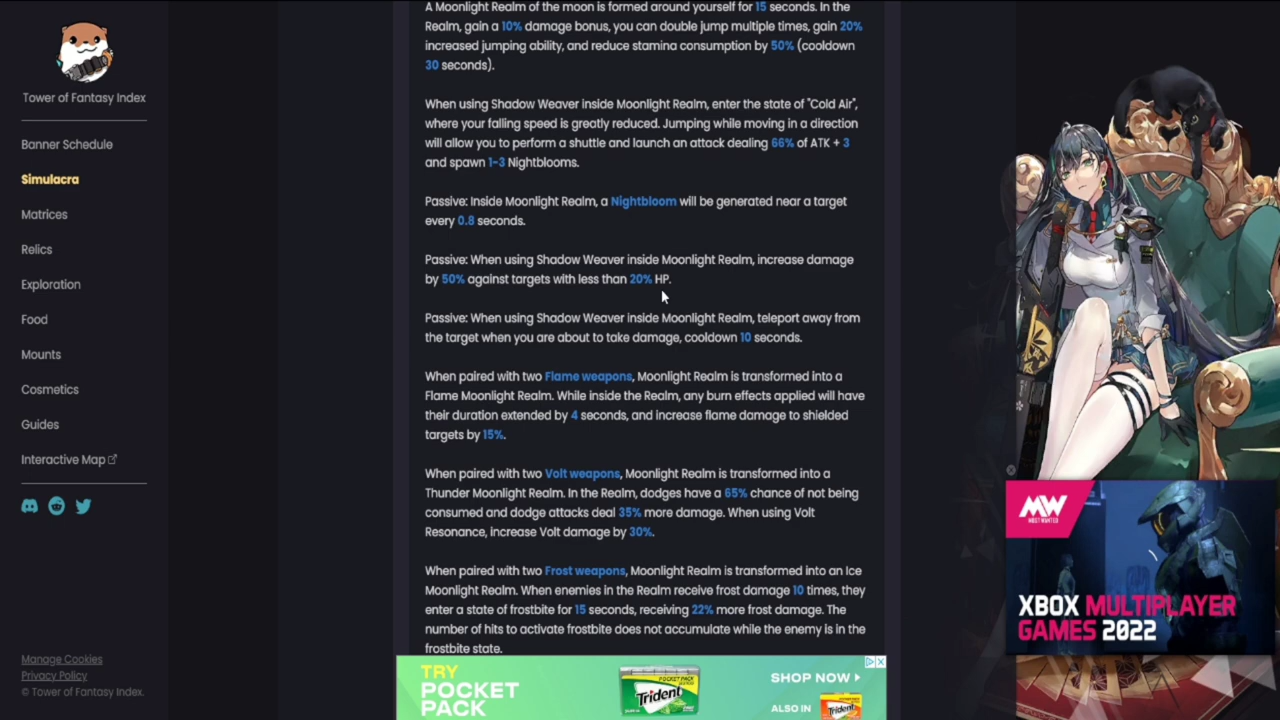 Tower of Fantasy Index
Banner Schedule
Simulacra
Matrices
Relics
Exploration
Food
Mounts
Cosmetics
Guides
Interactive Map
Manage Cookies
Privacy Policy
© Tower of Fantasy Index.
A Moonlight Realm of the moon is formed around yourself for 15 seconds. In the
Realm, gain a 10% damage bonus, you can double jump multiple times, gain 20%
increased jumping ability, and reduce stamina consumption by 50% (cooldown
30 seconds).
When using Shadow Weaver inside Moonlight Realm, enter the state of "Cold Air",
where your falling speed is greatly reduced. Jumping while moving in a direction
will allow you to perform a shuttle and launch an attack dealing 66% of ATK + 3
and spawn 1-3 Nightblooms.
Passive: Inside Moonlight Realm, a Nightbloom will be generated near a target
every 0.8 seconds.
Passive: When using Shadow Weaver inside Moonlight Realm, increase damage
by 50% against targets with less than 20% HP.
Passive: When using Shadow Weaver inside Moonlight Realm, teleport away from
the target when you are about to take damage, cooldown 10 seconds.
When paired with two Flame weapons, Moonlight Realm is transformed into a
Flame Moonlight Realm. While inside the Realm, any burn effects applied will have
their duration extended by 4 seconds, and increase flame damage to shielded
targets by 15%.
When paired with two Volt weapons, Moonlight Realm is transformed into a
Thunder Moonlight Realm. In the Realm, dodges have a 65% chance of not being
consumed and dodge attacks deal 35% more damage. When using Volt
Resonance, increase Volt damage by 30%.
When paired with two Frost weapons, Moonlight Realm is transformed into an Ice
Moonlight Realm. When enemies in the Realm receive frost damage 10 times, they
enter a state of frostbite for 15 seconds, receiving 22% more frost damage. The
number of hits to activate frostbite does not accumulate while the enemy is in the
frostbite state.
TRY
POCKET
PACK
POCKET PACK
Trident
SHOP NOW
ALSO IN
Trident
MW
MOST WANTED
XBOX MULTIPLAYER
GAMES 2022